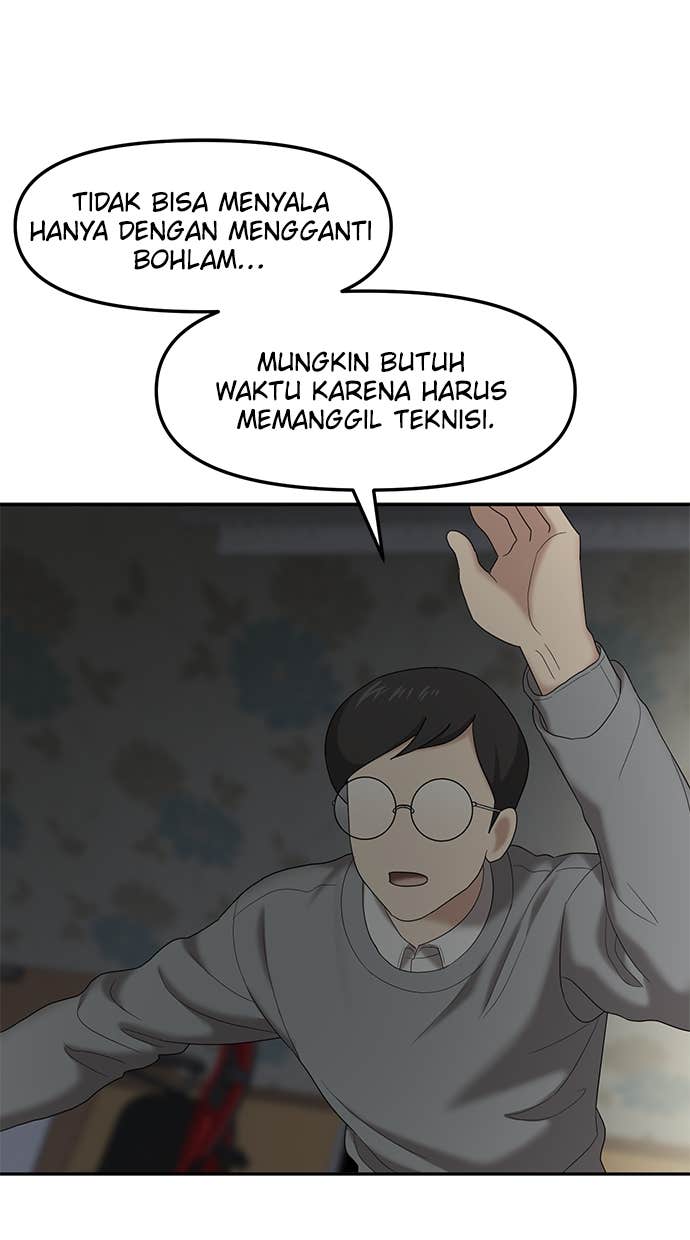 TIDAK BISA MENYALA
HANYA DENGAN MENGGANTI
BOHLAM...
MUNGKIN BUTUH
WAKTU KARENA HARUS
MEMANGGIL TEKNISI.